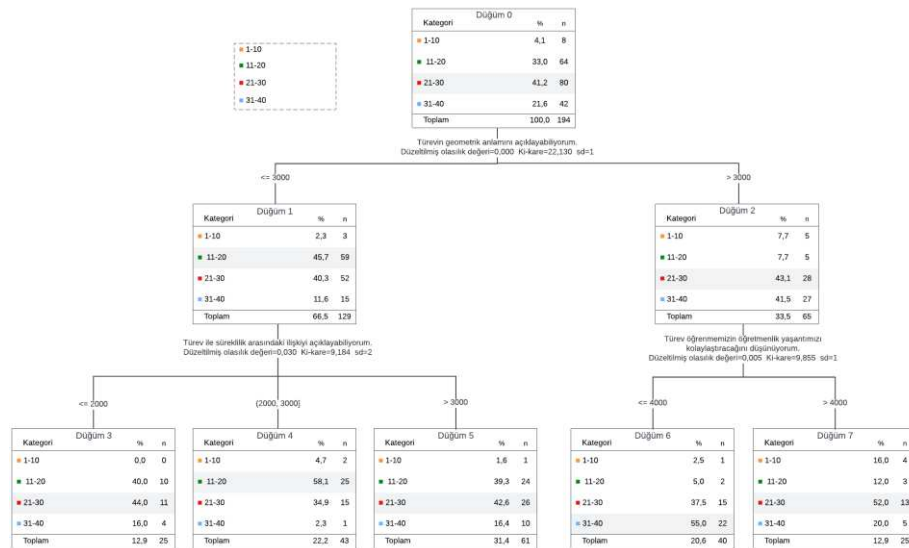 Düğüm 0
Kategori % n
1-10 4,1 8
11-20 33,0 64
21-30 41,2 80
31-40 21,6 42
Toplam 100,0 194
1-10
11-20
21-30
31-40
Türevin geometrik anlamını açıklayabiliyorum.
Düzeltilmiş olasılık değeri=0,000 Ki-kare=22,130 sd=1
<= 3000
> 3000
Düğüm 1
Kategori % n
1-10 2,3 3
11-20 45,7 59
21-30 40,3 52
31-40 11,6 15
Toplam 66,5 129
Düğüm 2
Kategori % n
1-10 7,7 5
11-20 7,7 5
21-30 43,1 28
31-40 41,5 27
Toplam 33,5 65
Türev ile süreklilik arasındaki ilişkiyi açıklayabiliyorum.
Düzeltilmiş olasılık değeri=0,030 Ki-kare=9,184 sd=2
Türev öğrenmemizin öğretmenlik yaşantımızı
kolaylaştıracağını düşünüyorum.
Düzeltilmiş olasılık değeri=0,005 Ki-kare=9,855 sd=1
<= 2000
(2000, 3000]
> 3000
<= 4000
> 4000
Düğüm 3
Kategori % n
1-10 0,0 0
11-20 40,0 10
21-30 44,0 11
31-40 16,0 4
Toplam 12,9 25
Düğüm 4
Kategori % n
1-10 4,7 2
11-20 58,1 25
21-30 34,9 15
31-40 2,3 1
Toplam 22,2 43
Düğüm 5
Kategori % n
1-10 1,6 1
11-20 39,3 24
21-30 42,6 26
31-40 16,4 10
Toplam 31,4 61
Düğüm 6
Kategori % n
1-10 2,5 1
11-20 5,0 2
21-30 37,5 15
31-40 55,0 22
Toplam 20,6 40
Düğüm 7
Kategori % n
1-10 16,0 4
11-20 12,0 3
21-30 52,0 13
31-40 20,0 5
Toplam 12,9 25